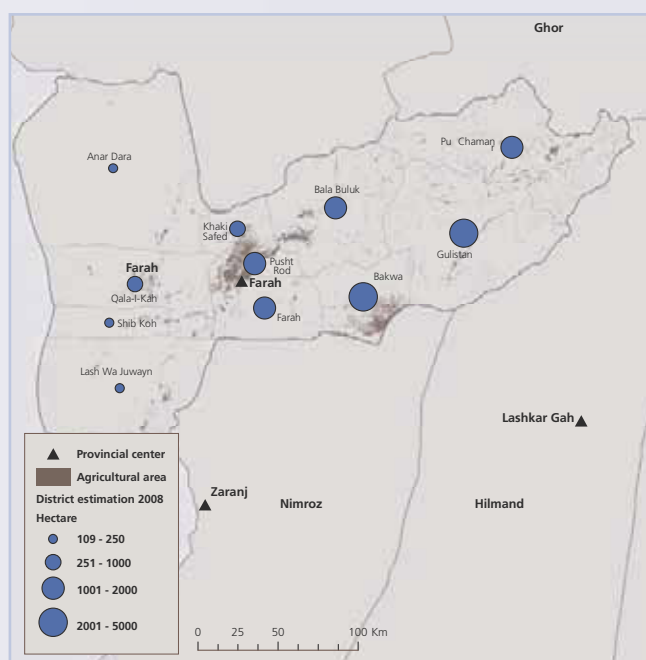 Ghor
Pu Chaman
Anar Dara
Bala Buluk
Khaki
Safed
Gulistan
Farah
Pusht
Rod
Bakwa
Farah
Qala-I-Kah
Farah
Shib Koh
Lash Wa Juwayn
Lashkar Gah
Zaranj
Nimroz
Hilmand
Provincial center
Agricultural area
District estimation 2008
Hectare
109 - 250
251 - 1000
1001 - 2000
2001 - 5000
0 25 50 100 Km